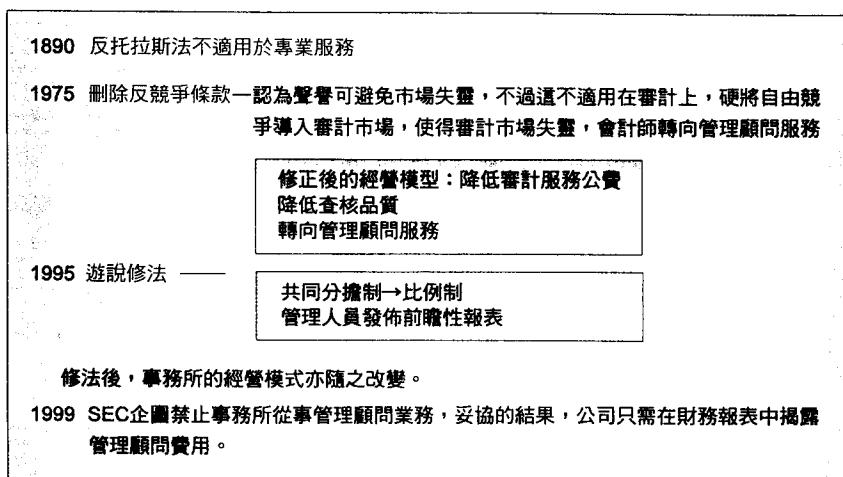 1890 反托拉斯法不適用於專業服務
1975 刪除反競爭條款—認為聲譽可避免市場失靈，不過這不適用在審計上，硬將自由競
爭導入審計市場，使得審計市場失靈，會計師轉向管理顧問服務
修正後的經營模型：降低審計服務公費
降低查核品質
轉向管理顧問服務
1995 遊說修法 ——
共同分擔制→比例制
管理人員發佈前瞻性報表
修法後，事務所的經營模式亦隨之改變。
1999 SEC企圖禁止事務所從事管理顧問業務，妥協的結果，公司只需在財務報表中揭露
管理顧問費用。